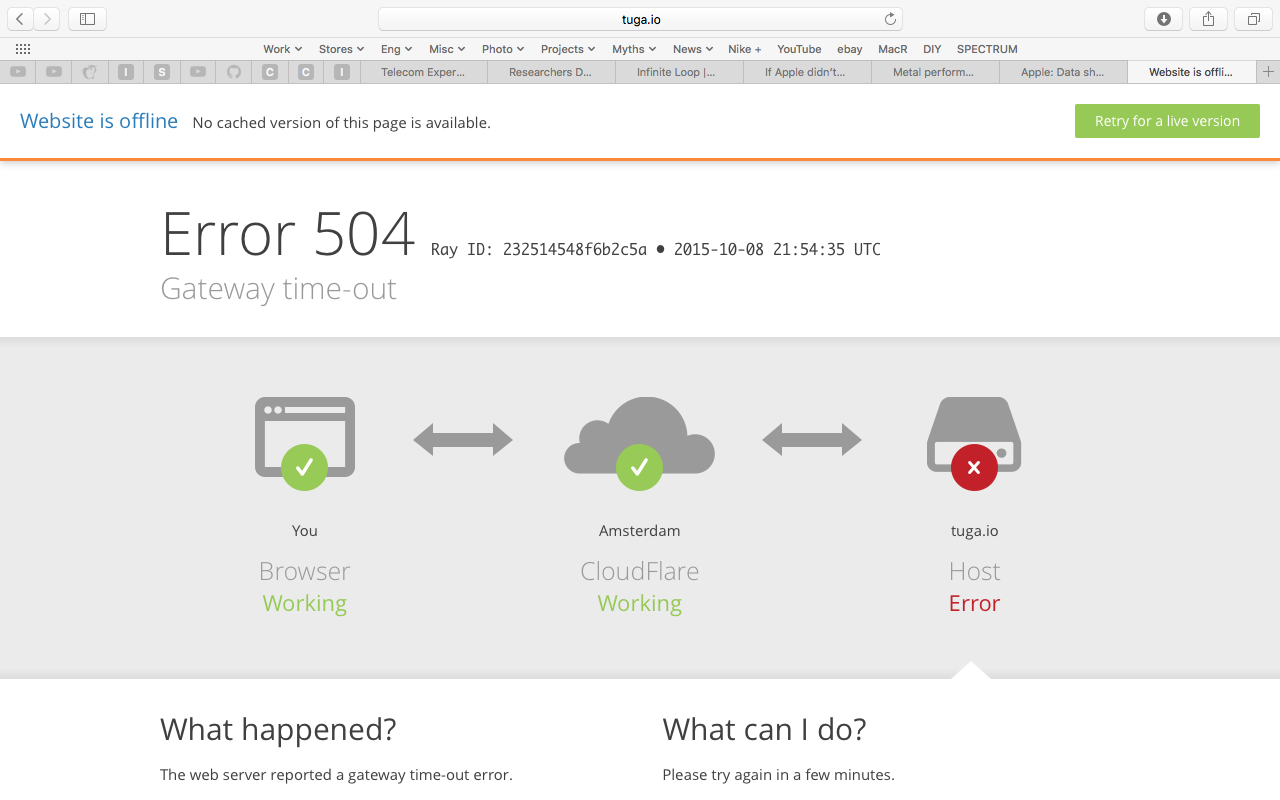 tuga.io
Work Stores Eng Misc Photo Projects Myths News Nike + YouTube ebay MacR DIY SPECTRUM
I S C C I Telecom Exper... Researchers D... Infinite Loop |... If Apple didn't... Metal perform... Apple: Data sh... Website is offli...
Website is offline No cached version of this page is available. Retry for a live version
Error 504 Ray ID: 232514548f6b2c5a • 2015-10-08 21:54:35 UTC
Gateway time-out
You Amsterdam tuga.io
Browser CloudFlare Host
Working Working Error
What happened? What can I do?
The web server reported a gateway time-out error. Please try again in a few minutes.